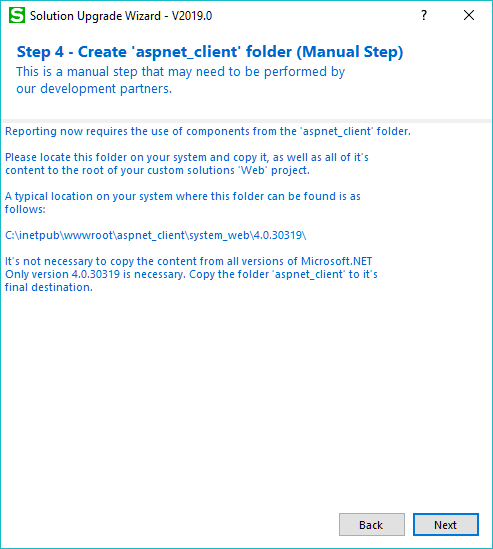 S Solution Upgrade Wizard - V2019.0 ?
Step 4 - Create 'aspnet_client' folder (Manual Step)
This is a manual step that may need to be performed by
our development partners.
Reporting now requires the use of components from the 'aspnet_client' folder.
Please locate this folder on your system and copy it, as well as all of it's
content to the root of your custom solutions 'Web' project.
A typical location on your system where this folder can be found is as
follows:
C:\inetpub\wwwroot\aspnet_client\system_web\4.0.30319\
It's not necessary to copy the content from all versions of Microsoft.NET
Only version 4.0.30319 is necessary. Copy the folder 'aspnet_client' to it's
final destination.
Back Next